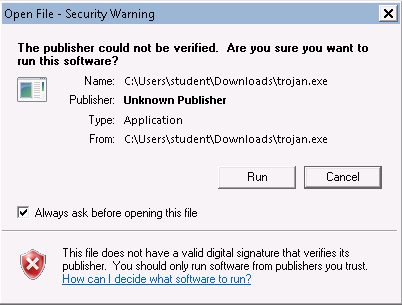 Open File - Security Warning
The publisher could not be verified.  Are you sure you want to
run this software?
Name: C:\Users\student\Downloads\trojan.exe
Publisher: Unknown Publisher
Type: Application
From: C:\Users\student\Downloads\trojan.exe
Run Cancel
Always ask before opening this file
This file does not have a valid digital signature that verifies its
publisher.  You should only run software from publishers you trust.
How can I decide what software to run?